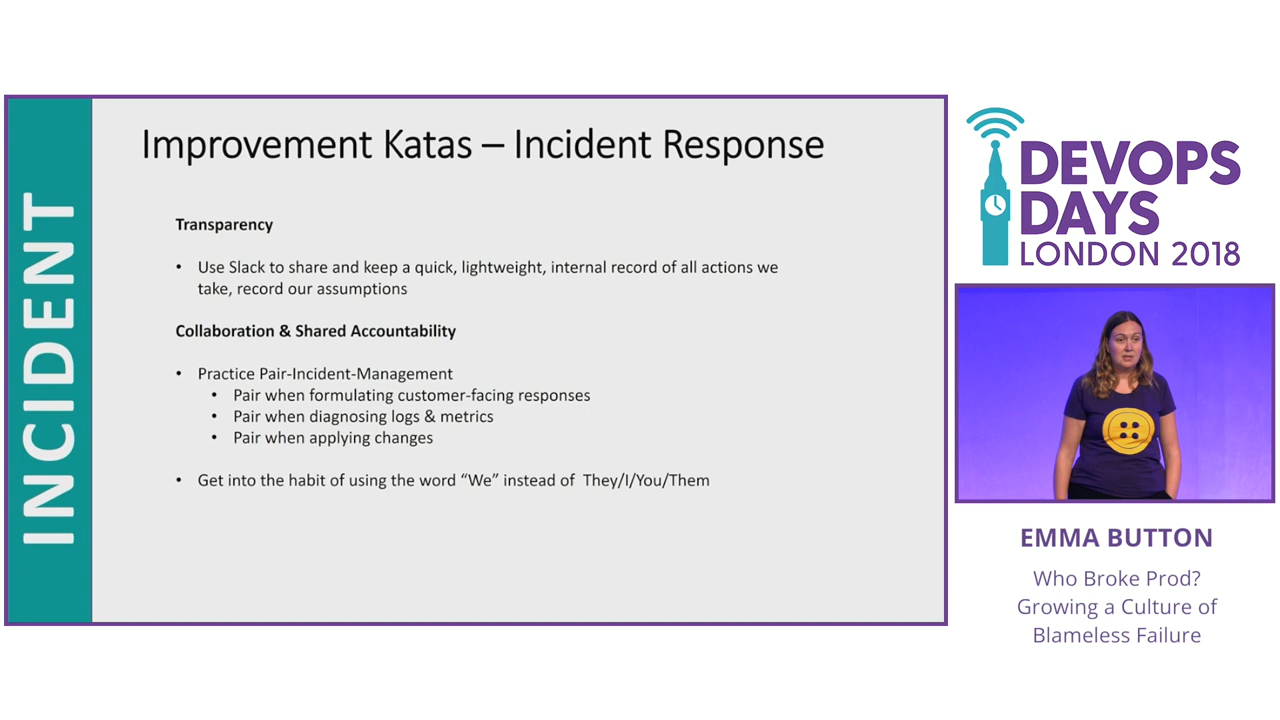 INCIDENT
Improvement Katas – Incident Response
Transparency
• Use Slack to share and keep a quick, lightweight, internal record of all actions we
take, record our assumptions
Collaboration & Shared Accountability
• Practice Pair-Incident-Management
• Pair when formulating customer-facing responses
• Pair when diagnosing logs & metrics
• Pair when applying changes
• Get into the habit of using the word “We” instead of They/I/You/Them
DEVOPS
DAYS
LONDON 2018
EMMA BUTTON
Who Broke Prod?
Growing a Culture of
Blameless Failure